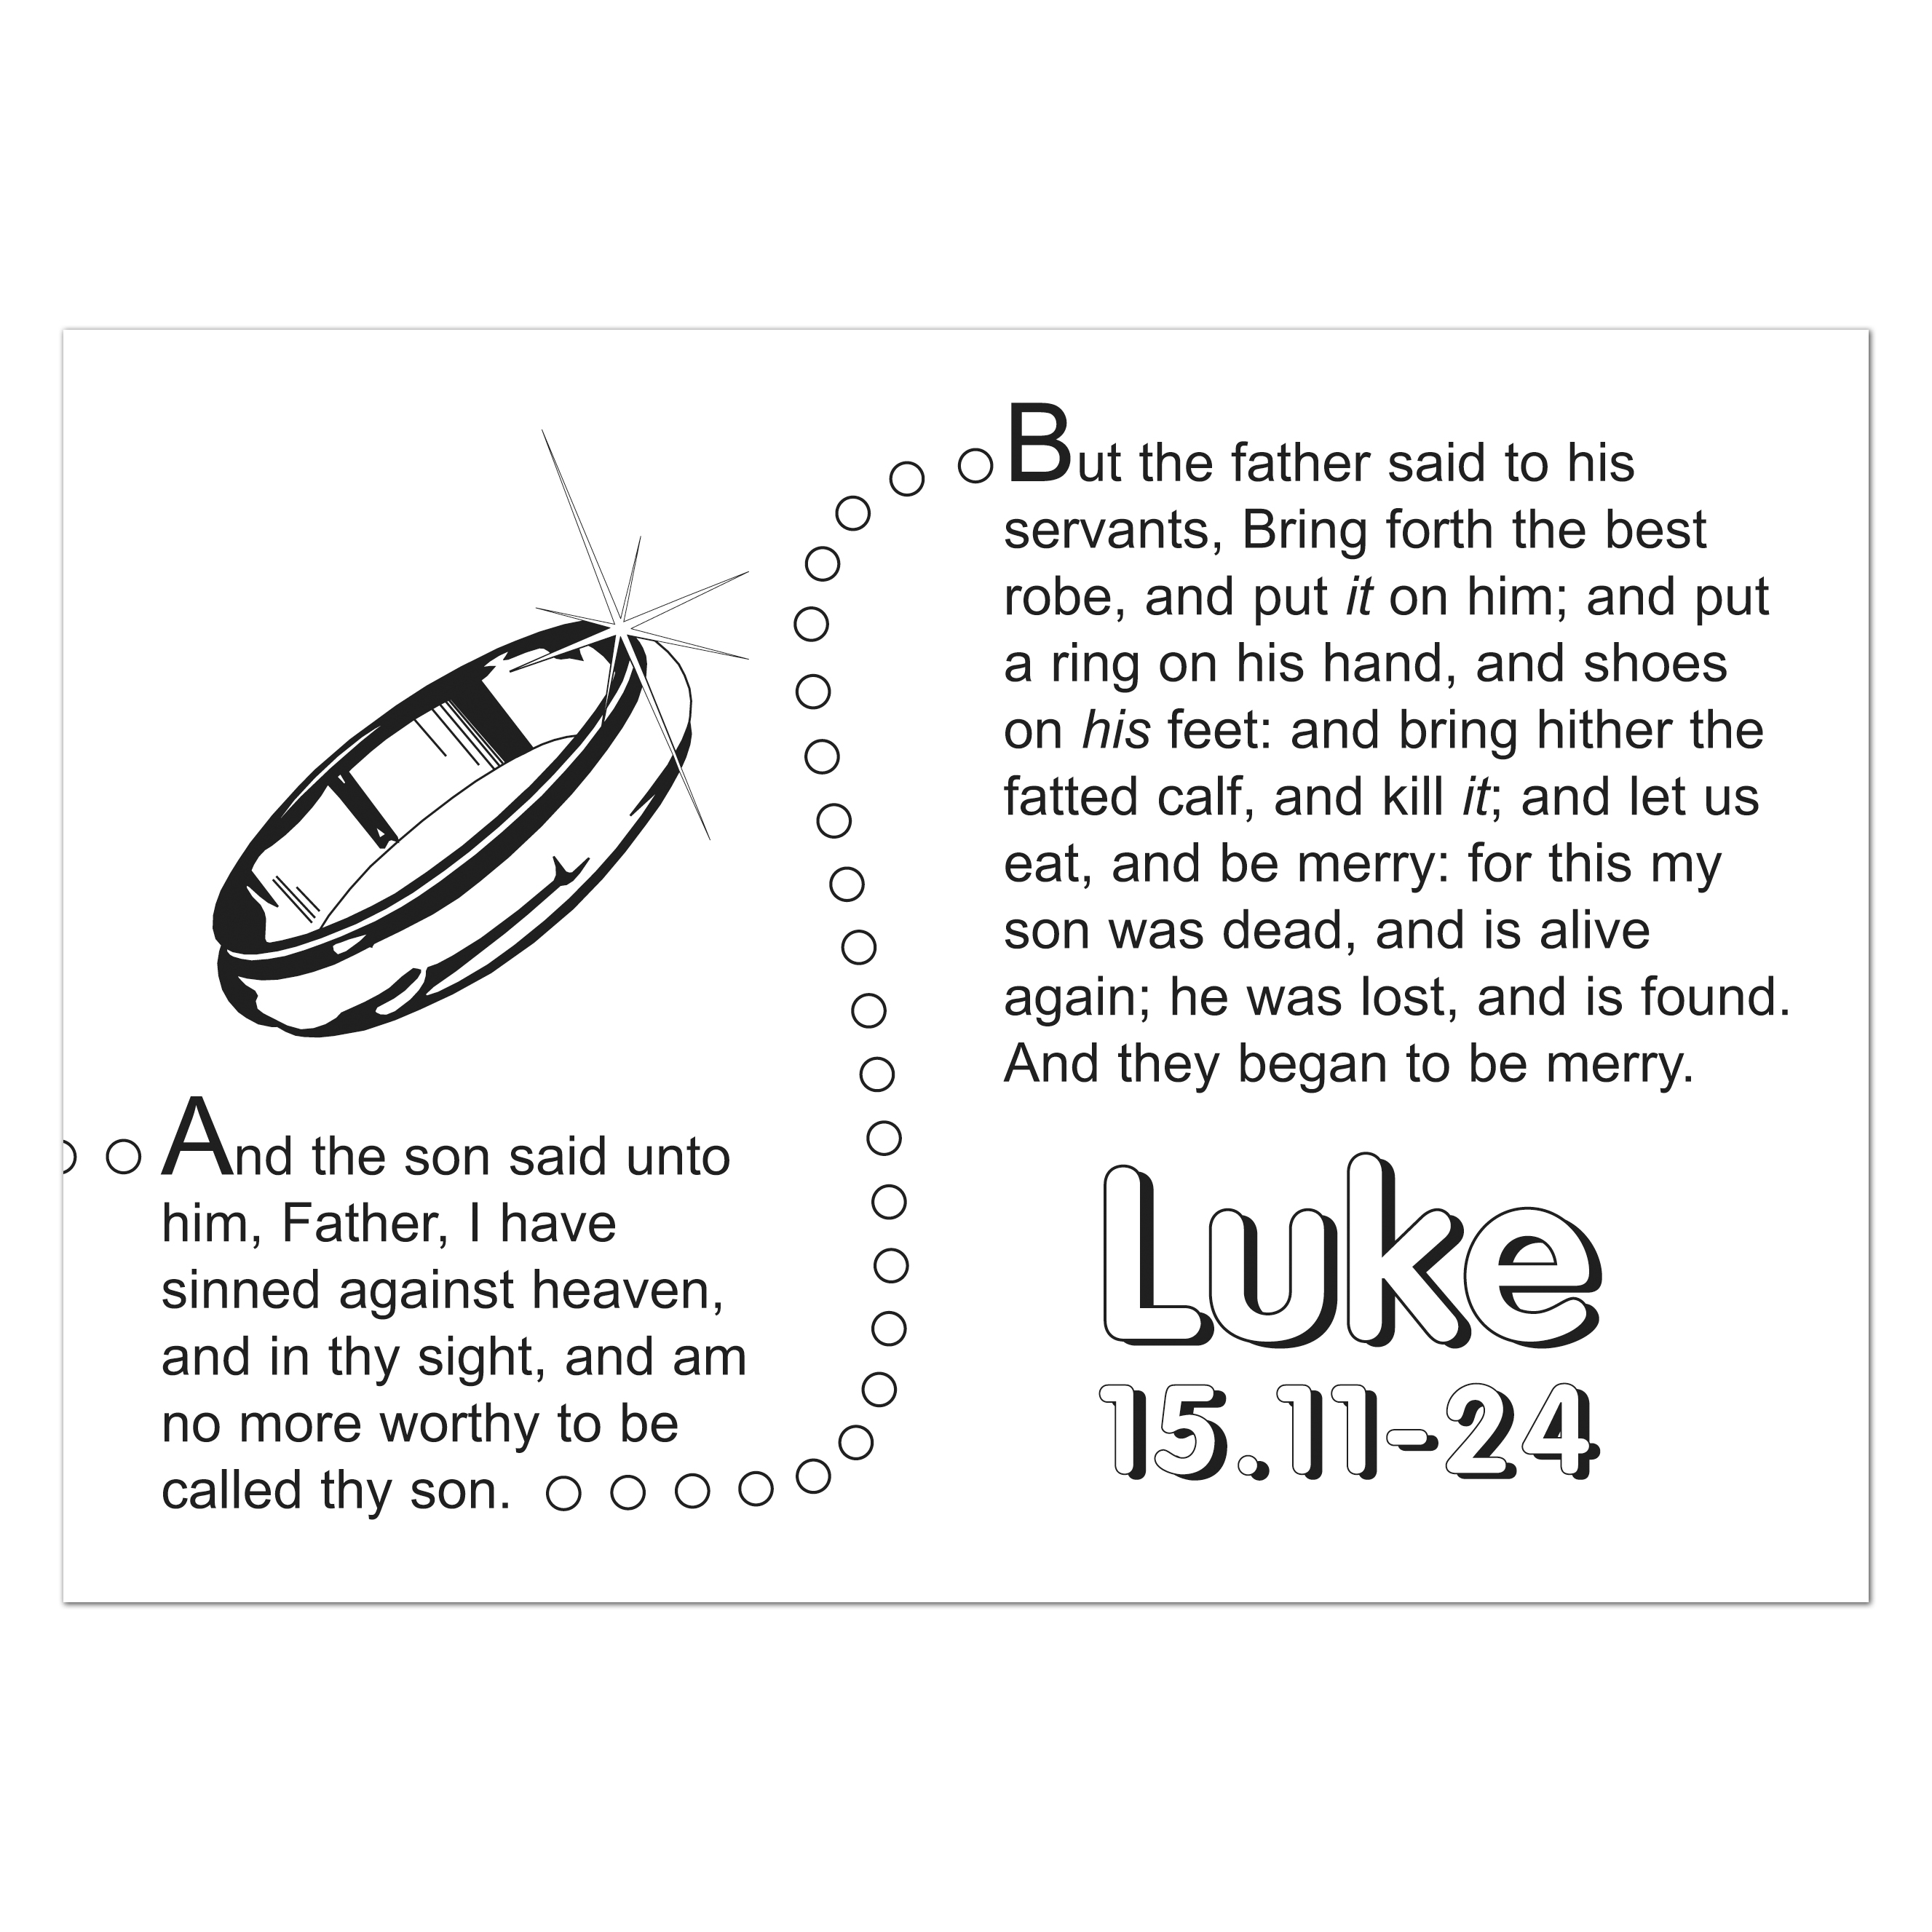 And the son said unto
him, Father, I have
sinned against heaven,
and in thy sight, and am
no more worthy to be
called thy son.
But the father said to his
servants, Bring forth the best
robe, and put it on him; and put
a ring on his hand, and shoes
on his feet: and bring hither the
fatted calf, and kill it; and let us
eat, and be merry: for this my
son was dead, and is alive
again; he was lost, and is found.
And they began to be merry.
Luke
15.11-24